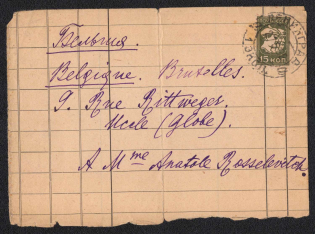 Бельгия.
Belgique. Bruxelles.
9. Rue Rittweger.
Uccle (Globe).
A Mme Anatole Rosselevitch.
15 КОП.